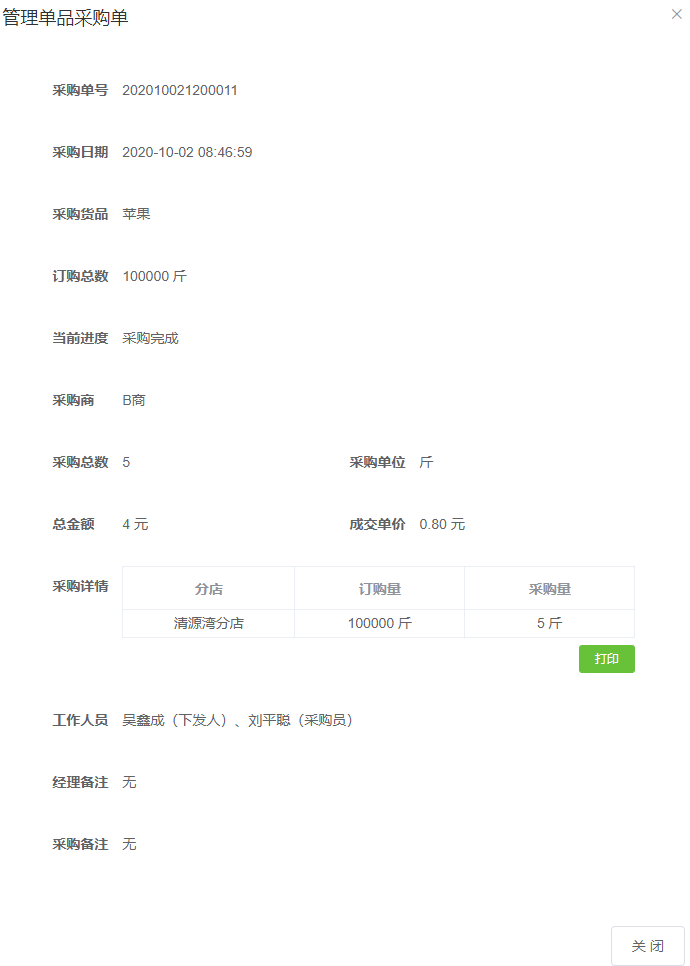 管理单品采购单
采购单号 202010021200011
采购日期 2020-10-02 08:46:59
采购货品 苹果
订购总数 100000 斤
当前进度 采购完成
采购商 B商
采购总数 5 采购单位 斤
总金额 4 元 成交单价 0.80 元
采购详情 分店 订购量 采购量
清源湾分店 100000 斤 5 斤
打印
工作人员 吴鑫成（下发人）、刘平聪（采购员）
经理备注 无
采购备注 无
关 闭